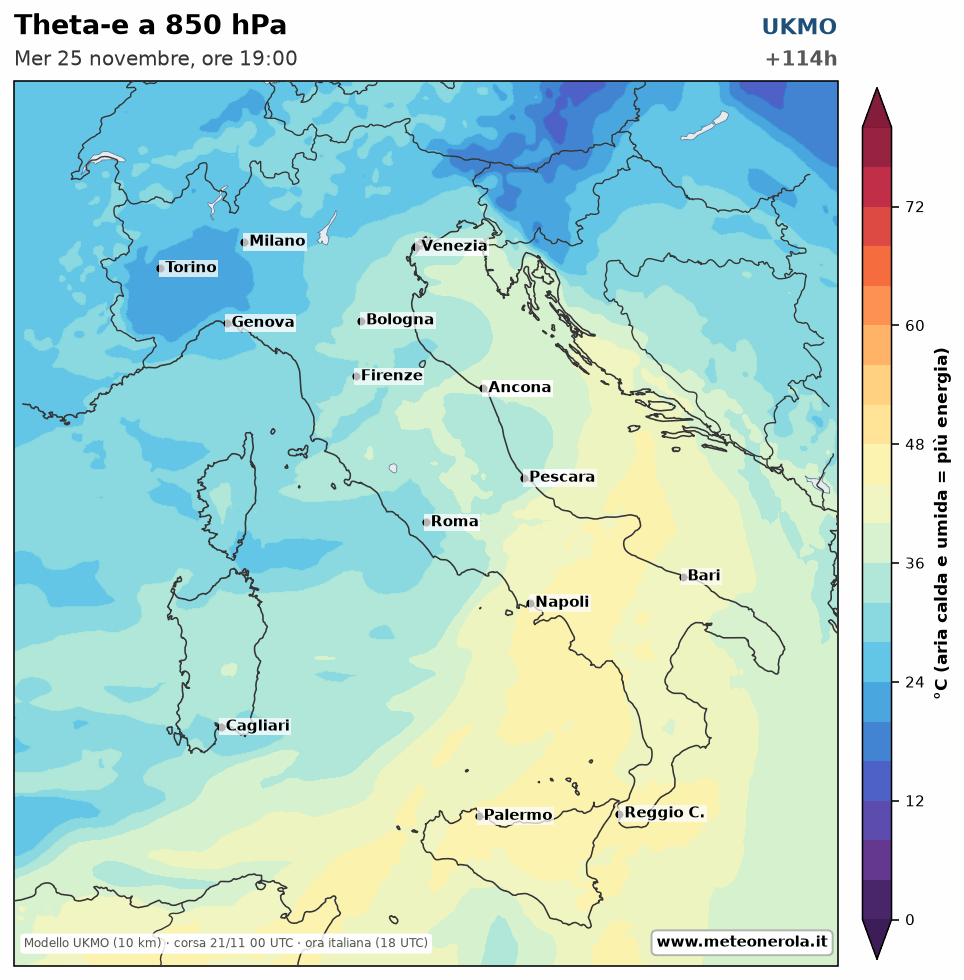 Theta-e a 850 hPa
UKMO
Mer 25 novembre, ore 19:00
+114h
Milano
Venezia
Torino
Genova
Bologna
Firenze
Ancona
Pescara
Roma
Bari
Napoli
Cagliari
Palermo
Reggio C.
72
60
48
36
24
12
0
°C (aria calda e umida = più energia)
Modello UKMO (10 km) · corsa 21/11 00 UTC · ora italiana (18 UTC)
www.meteonerola.it